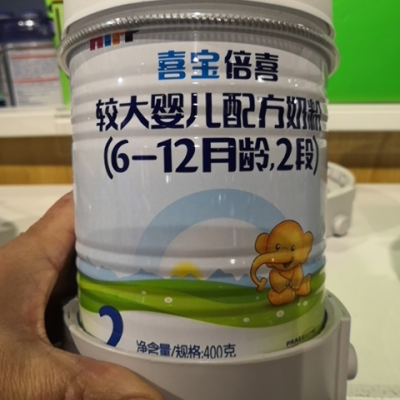 HiPP
喜宝倍喜
较大婴儿配方奶粉
(6-12月龄,2段)
2
净含量/规格:400克